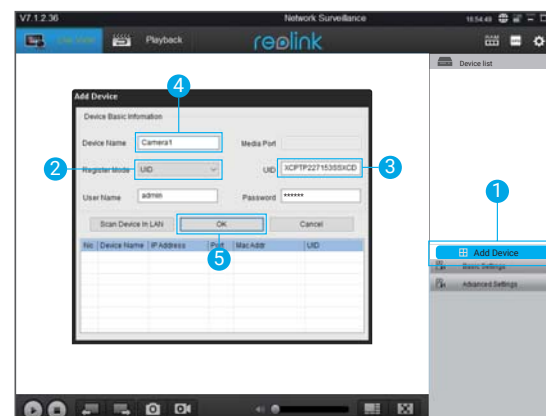 V7.1.2.36 Network Surveillance 16:54:49
Live View Playback reolink
Device list
Add Device
4
Device Basic Infomation
Device Name Camera1 Media Port
2 Register Mode UID UID XCPTP227153S5XCD 3
1
User Name admin Password ******
Scan Device In LAN OK Cancel
5
Add Device
No. Device Name IP Address Port Mac Addr UID
Basic Settings
Advanced Settings